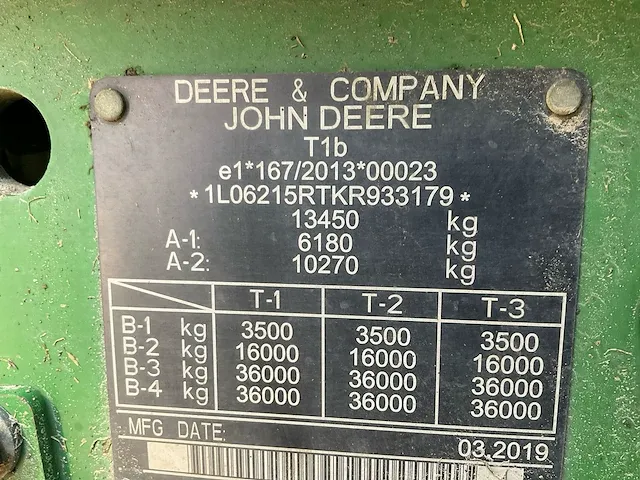 DEERE & COMPANY
JOHN DEERE
T1b
e1*167/2013*00023
*1L06215RTKR933179*
13450 kg
A-1: 6180 kg
A-2: 10270 kg
T-1 T-2 T-3
B-1 kg 3500 3500 3500
B-2 kg 16000 16000 16000
B-3 kg 36000 36000 36000
B-4 kg 36000 36000 36000
MFG DATE: 03.2019